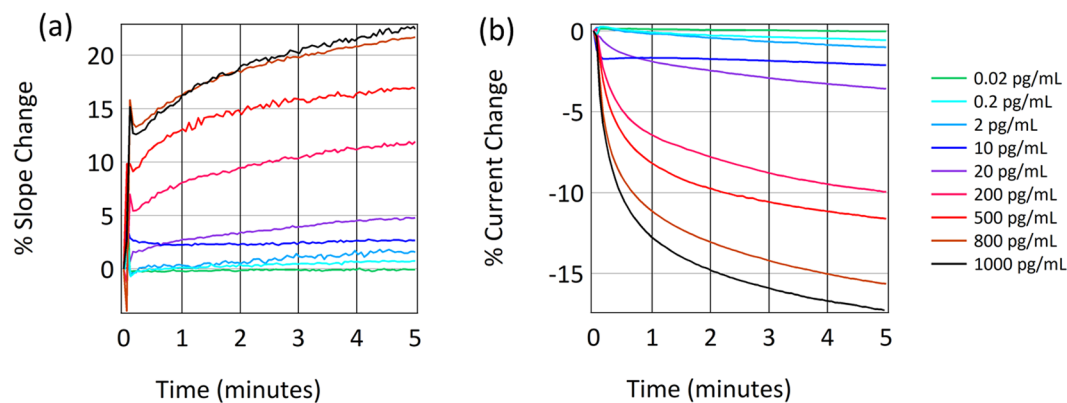 (a)
% Slope Change
20
15
10
5
0
0 1 2 3 4 5
Time (minutes)
(b)
% Current Change
0
-5
-10
-15
0 1 2 3 4 5
Time (minutes)
0.02 pg/mL
0.2 pg/mL
2 pg/mL
10 pg/mL
20 pg/mL
200 pg/mL
500 pg/mL
800 pg/mL
1000 pg/mL